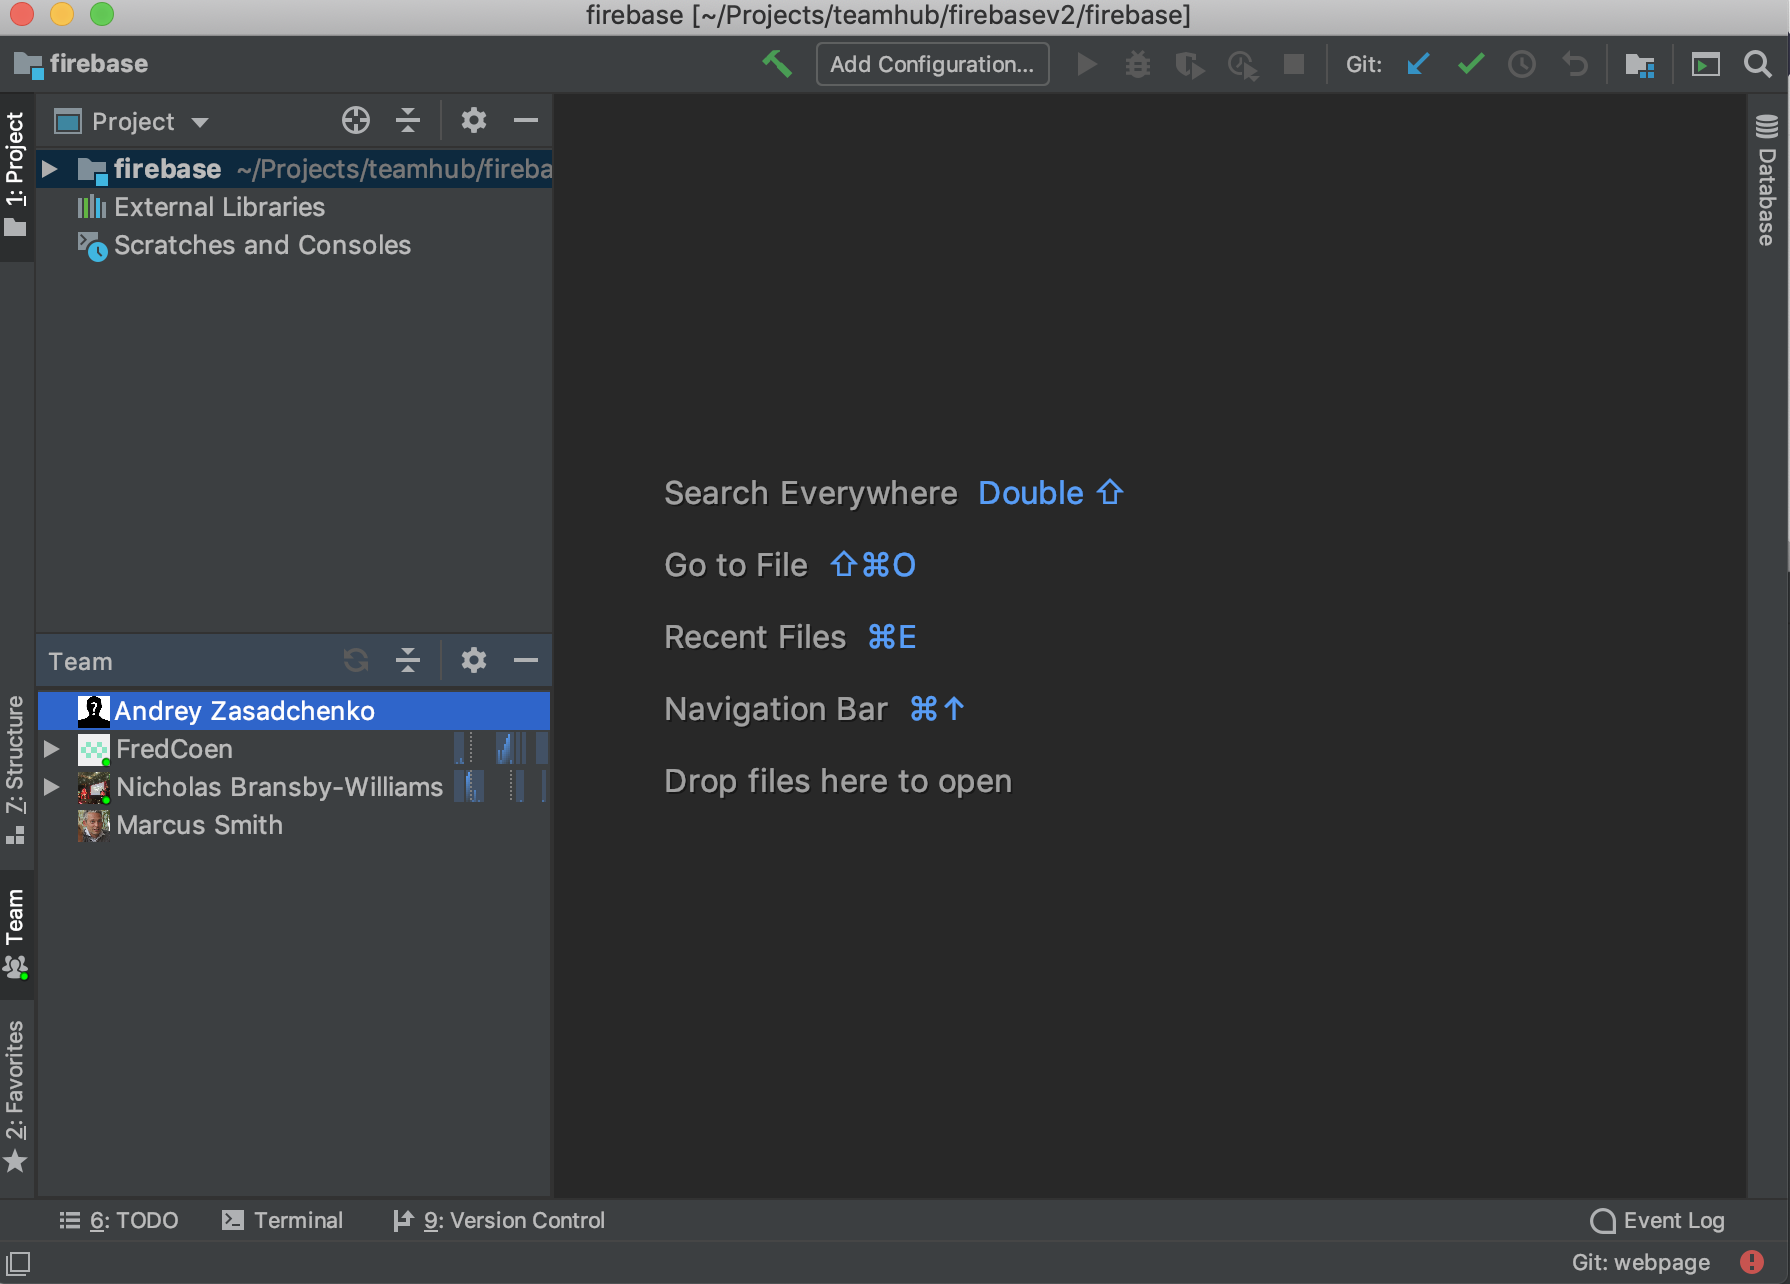 firebase [~/Projects/teamhub/firebasev2/firebase]
firebase
Add Configuration...
Git:
1: Project
Project
firebase ~/Projects/teamhub/fireba
External Libraries
Scratches and Consoles
Database
Search Everywhere Double ⇧
Go to File ⇧⌘O
Recent Files ⌘E
Navigation Bar ⌘↑
Drop files here to open
Team
Andrey Zasadchenko
FredCoen
Nicholas Bransby-Williams
Marcus Smith
7: Structure
Team
2: Favorites
6: TODO
Terminal
9: Version Control
Event Log
Git: webpage